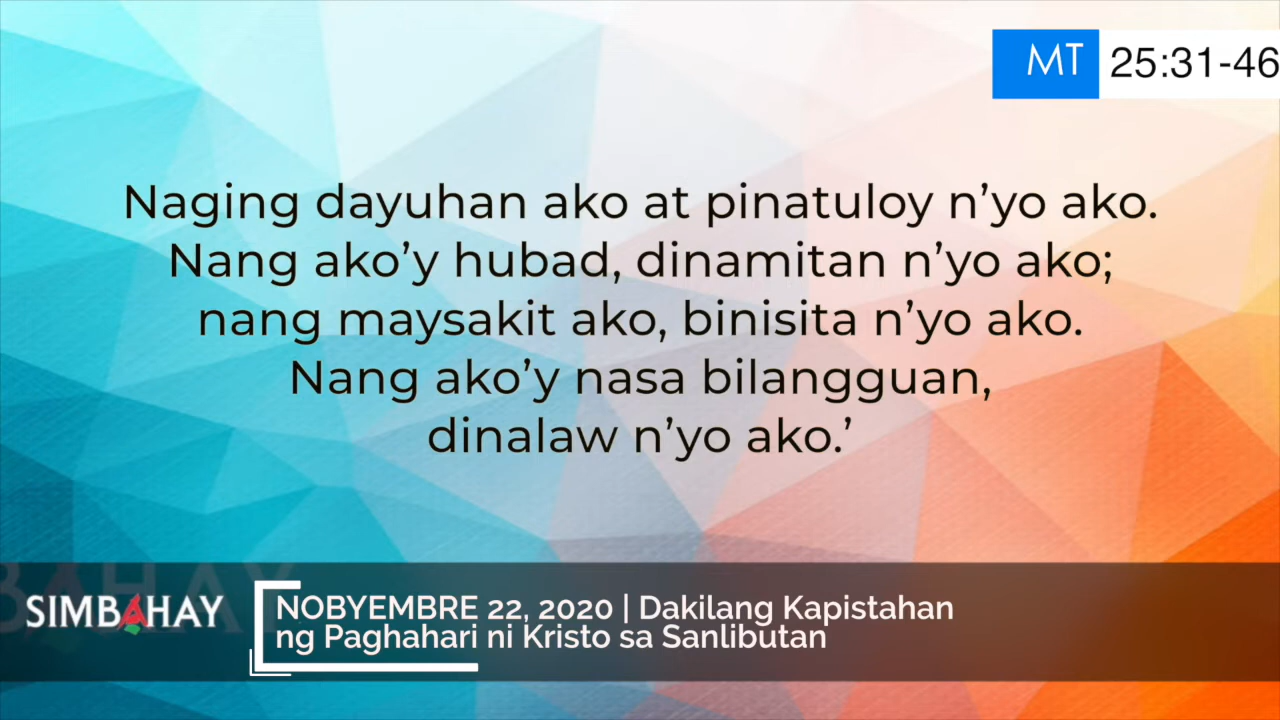 MT 25:31-46
Naging dayuhan ako at pinatuloy n’yo ako.
Nang ako’y hubad, dinamitan n’yo ako;
nang maysakit ako, binisita n’yo ako.
Nang ako’y nasa bilangguan,
dinalaw n’yo ako.’
SIMBAHAY
NOBYEMBRE 22, 2020 | Dakilang Kapistahan
ng Paghahari ni Kristo sa Sanlibutan